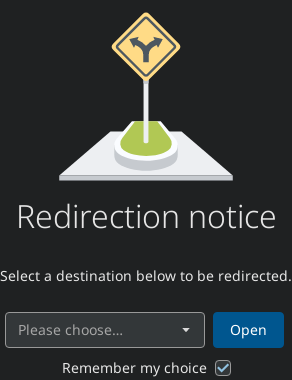 Redirection notice
Select a destination below to be redirected.
Please choose...
Open
Remember my choice